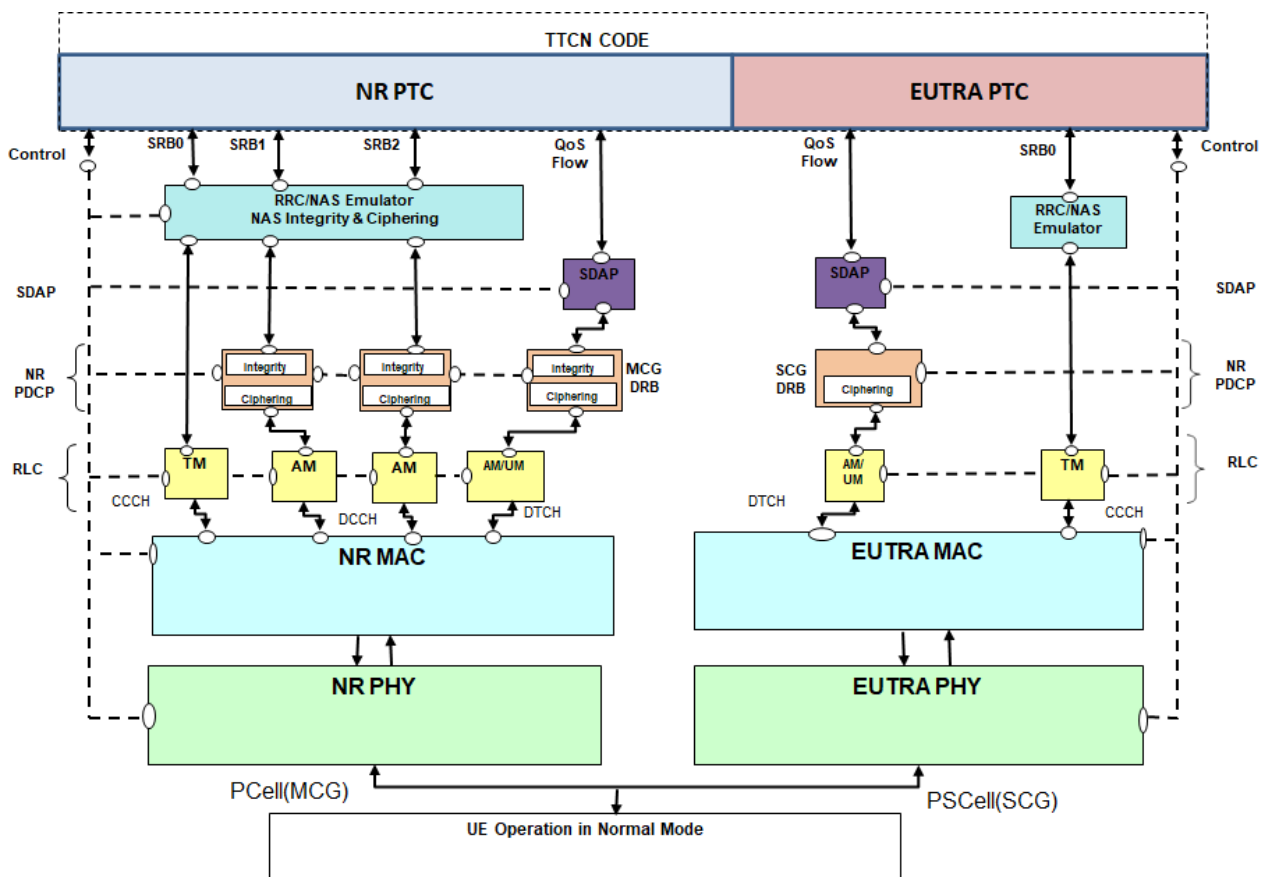 TTCN CODE
NR PTC
EUTRA PTC
Control
SRB0
SRB1
SRB2
QoS
Flow
QoS
Flow
SRB0
Control
RRC/NAS Emulator
NAS Integrity & Ciphering
RRC/NAS
Emulator
SDAP
SDAP
SDAP
SDAP
NR
PDCP
Integrity
Ciphering
Integrity
Ciphering
Integrity
Ciphering
MCG
DRB
SCG
DRB
Ciphering
NR
PDCP
RLC
TM
AM
AM
AM/UM
AM/
UM
TM
RLC
CCCH
DCCH
DTCH
DTCH
CCCH
NR MAC
EUTRA MAC
NR PHY
EUTRA PHY
PCell(MCG)
PSCell(SCG)
UE Operation in Normal Mode